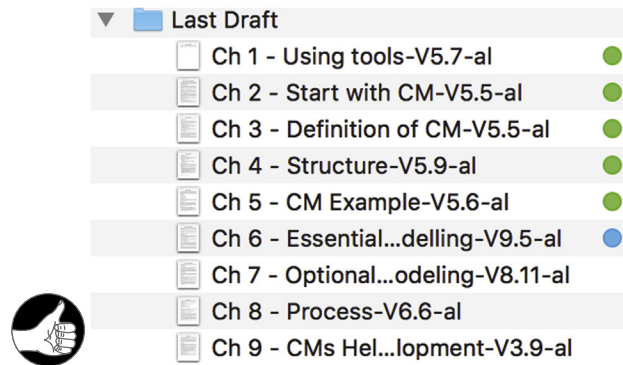 Last Draft
Ch 1 - Using tools-V5.7-al
Ch 2 - Start with CM-V5.5-al
Ch 3 - Definition of CM-V5.5-al
Ch 4 - Structure-V5.9-al
Ch 5 - CM Example-V5.6-al
Ch 6 - Essential...delling-V9.5-al
Ch 7 - Optional...odeling-V8.11-al
Ch 8 - Process-V6.6-al
Ch 9 - CMs Hel...lopment-V3.9-al